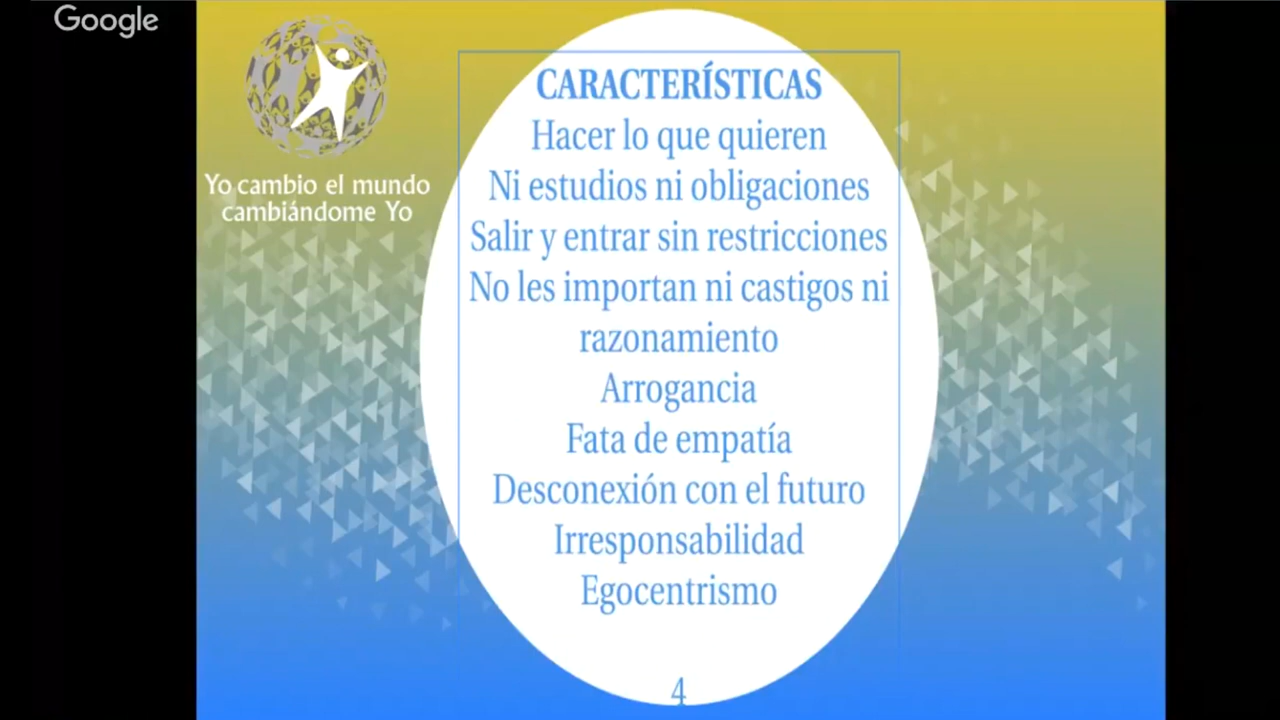 Google
Yo cambio el mundo
cambiándome Yo
CARACTERÍSTICAS
Hacer lo que quieren
Ni estudios ni obligaciones
Salir y entrar sin restricciones
No les importan ni castigos ni
razonamiento
Arrogancia
Fata de empatía
Desconexión con el futuro
Irresponsabilidad
Egocentrismo
4